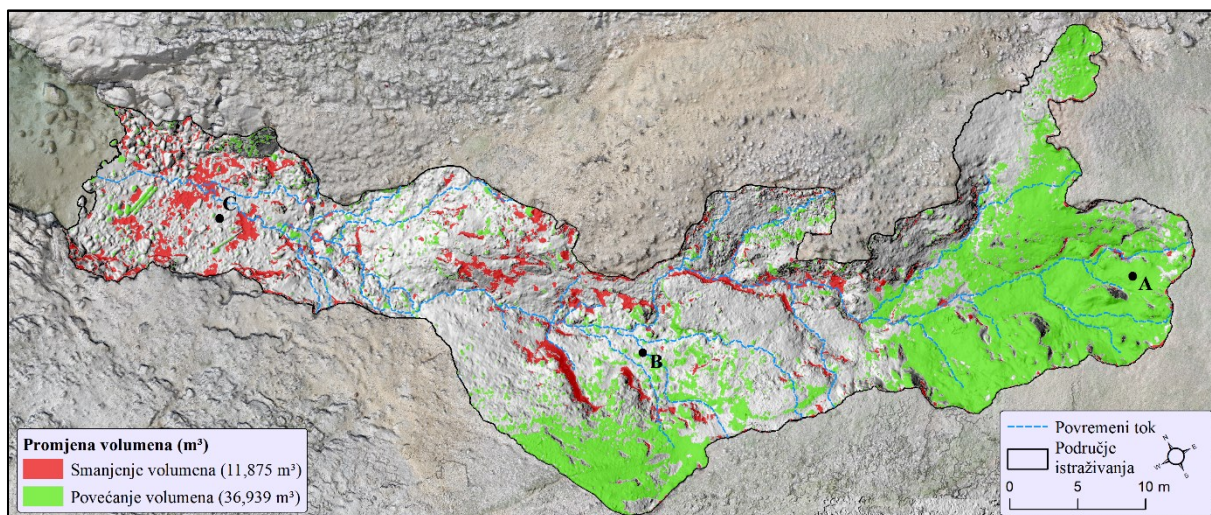 A
C
B
Promjena volumena (m³)
Smanjenje volumena (11,875 m³)
Povećanje volumena (36,939 m³)
Povremeni tok
Područje
istraživanja
N
E
W
S
0 5 10 m